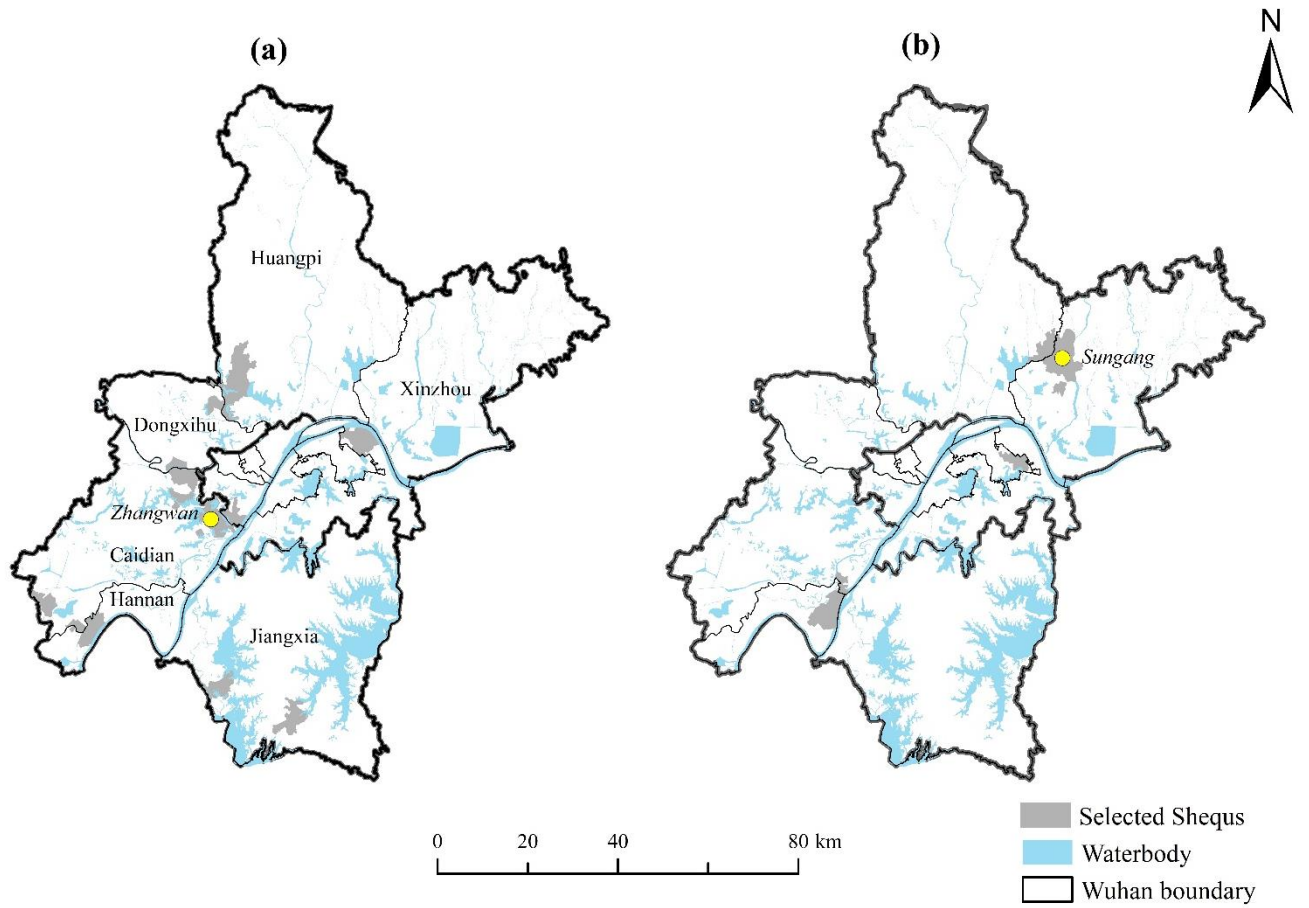 (a)
(b)
N
Huangpi
Xinzhou
Dongxihu
Zhangwan
Caidian
Hannan
Jiangxia
Sungang
0 20 40 80 km
Selected Shequs
Waterbody
Wuhan boundary